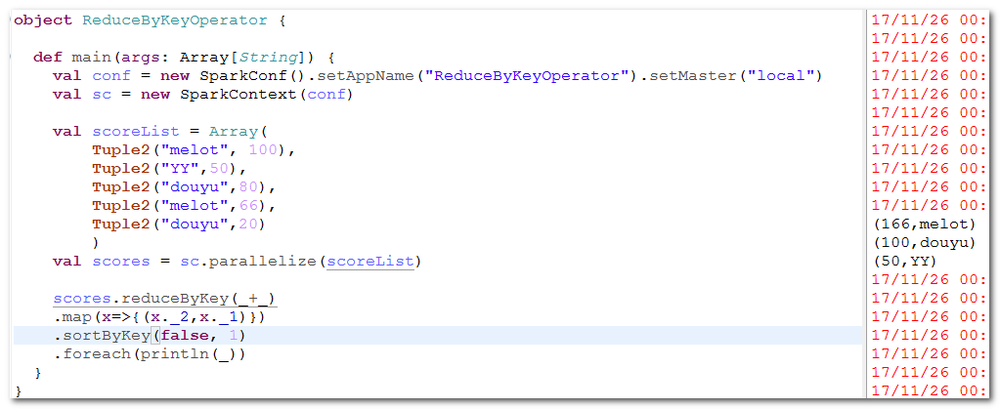 object ReduceByKeyOperator {
def main(args: Array[String]) {
val conf = new SparkConf().setAppName("ReduceByKeyOperator").setMaster("local")
val sc = new SparkContext(conf)
val scoreList = Array(
Tuple2("melot", 100),
Tuple2("YY",50),
Tuple2("douyu",80),
Tuple2("melot",66),
Tuple2("douyu",20)
)
val scores = sc.parallelize(scoreList)
scores.reduceByKey(_+_)
.map(x=>{(x._2,x._1)})
.sortByKey(false, 1)
.foreach(println(_))
}
}
17/11/26 00:
17/11/26 00:
17/11/26 00:
17/11/26 00:
17/11/26 00:
17/11/26 00:
17/11/26 00:
17/11/26 00:
17/11/26 00:
17/11/26 00:
17/11/26 00:
(166,melot)
(100,douyu)
(50,YY)
17/11/26 00:
17/11/26 00:
17/11/26 00:
17/11/26 00:
17/11/26 00:
17/11/26 00:
17/11/26 00: